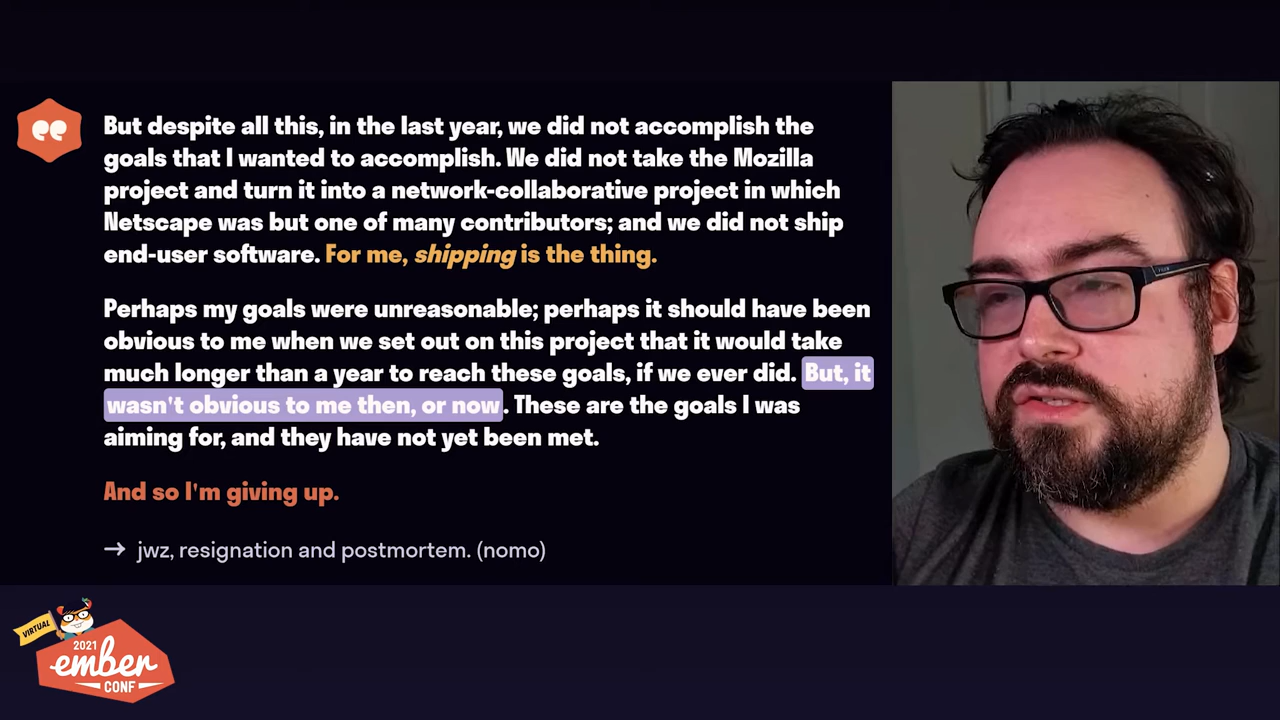 But despite all this, in the last year, we did not accomplish the
goals that I wanted to accomplish. We did not take the Mozilla
project and turn it into a network-collaborative project in which
Netscape was but one of many contributors; and we did not ship
end-user software. For me, shipping is the thing.
Perhaps my goals were unreasonable; perhaps it should have been
obvious to me when we set out on this project that it would take
much longer than a year to reach these goals, if we ever did. But, it
wasn't obvious to me then, or now. These are the goals I was
aiming for, and they have not yet been met.
And so I'm giving up.
→ jwz, resignation and postmortem. (nomo)
VIRTUAL
2021
ember
CONF